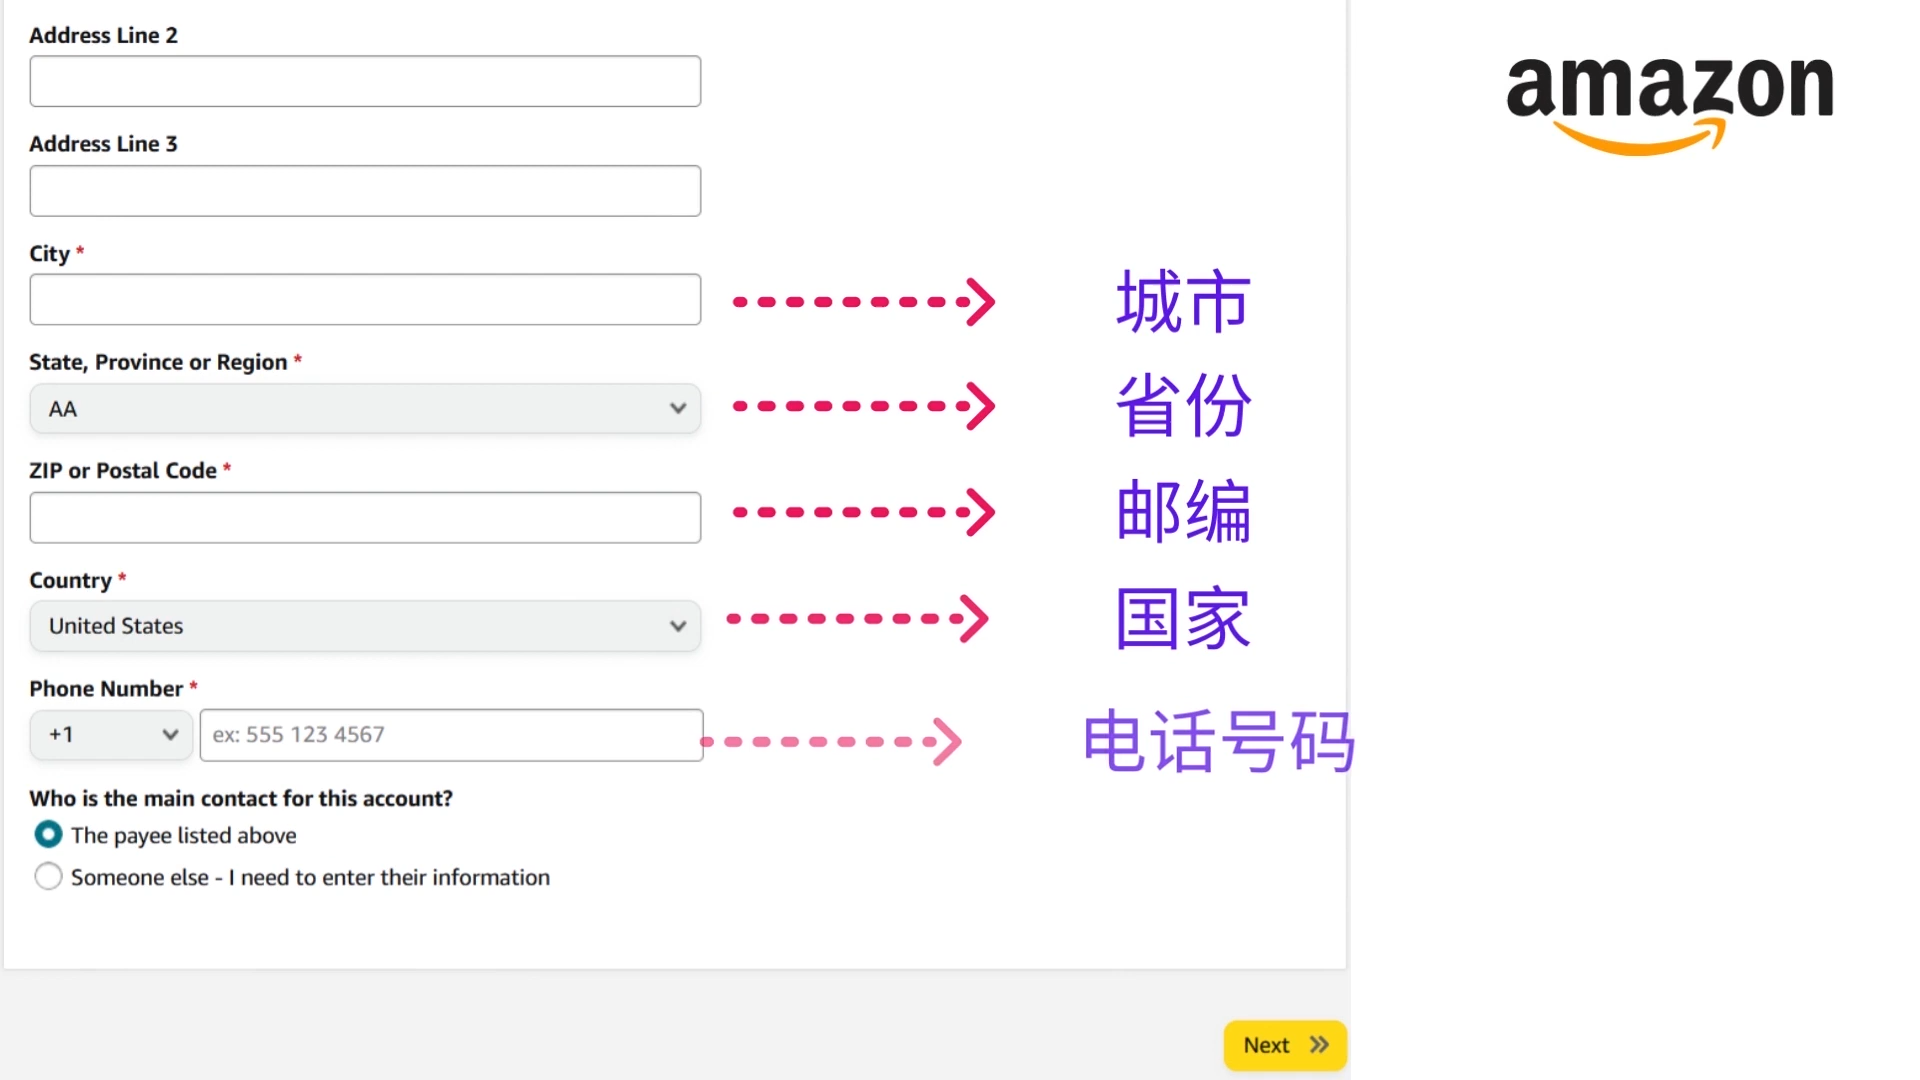 amazon
Address Line 2
Address Line 3
City *
城市
State, Province or Region *
AA
省份
ZIP or Postal Code *
邮编
Country *
United States
国家
Phone Number *
+1 ex: 555 123 4567
电话号码
Who is the main contact for this account?
The payee listed above
Someone else - I need to enter their information
Next »